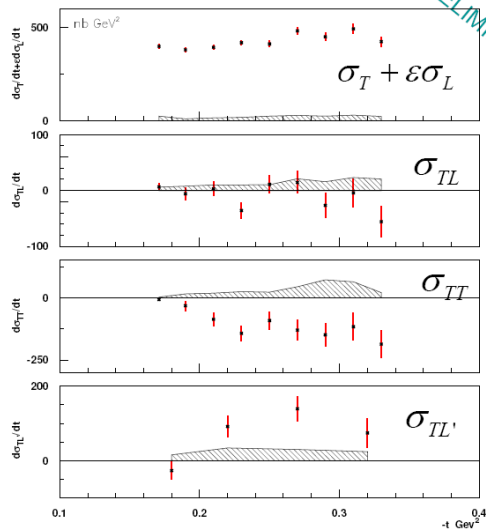 nb GeV²
ELIM
500
0
dσ_T/dt+εdσ_L/dt
σ_T + εσ_L
100
0
-100
dσ_TL/dt
σ_TL
0
-250
dσ_TT/dt
σ_TT
200
0
dσ_TL/dt
σ_TL'
0.1 0.2 0.3 0.4
-t GeV²